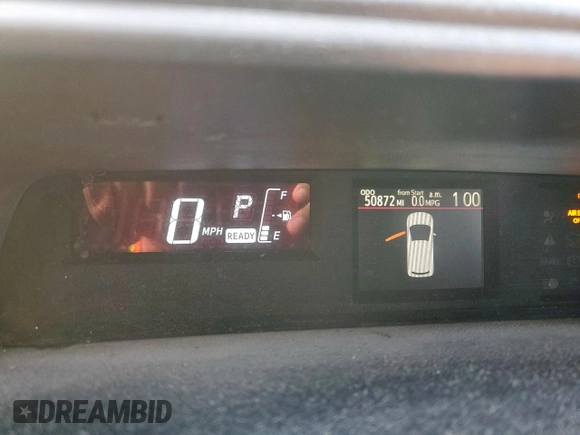 ODO from Start a.m.
50872 MI 0.0 MPG 1 00
P F
0 MPH READY E
DREAMBID